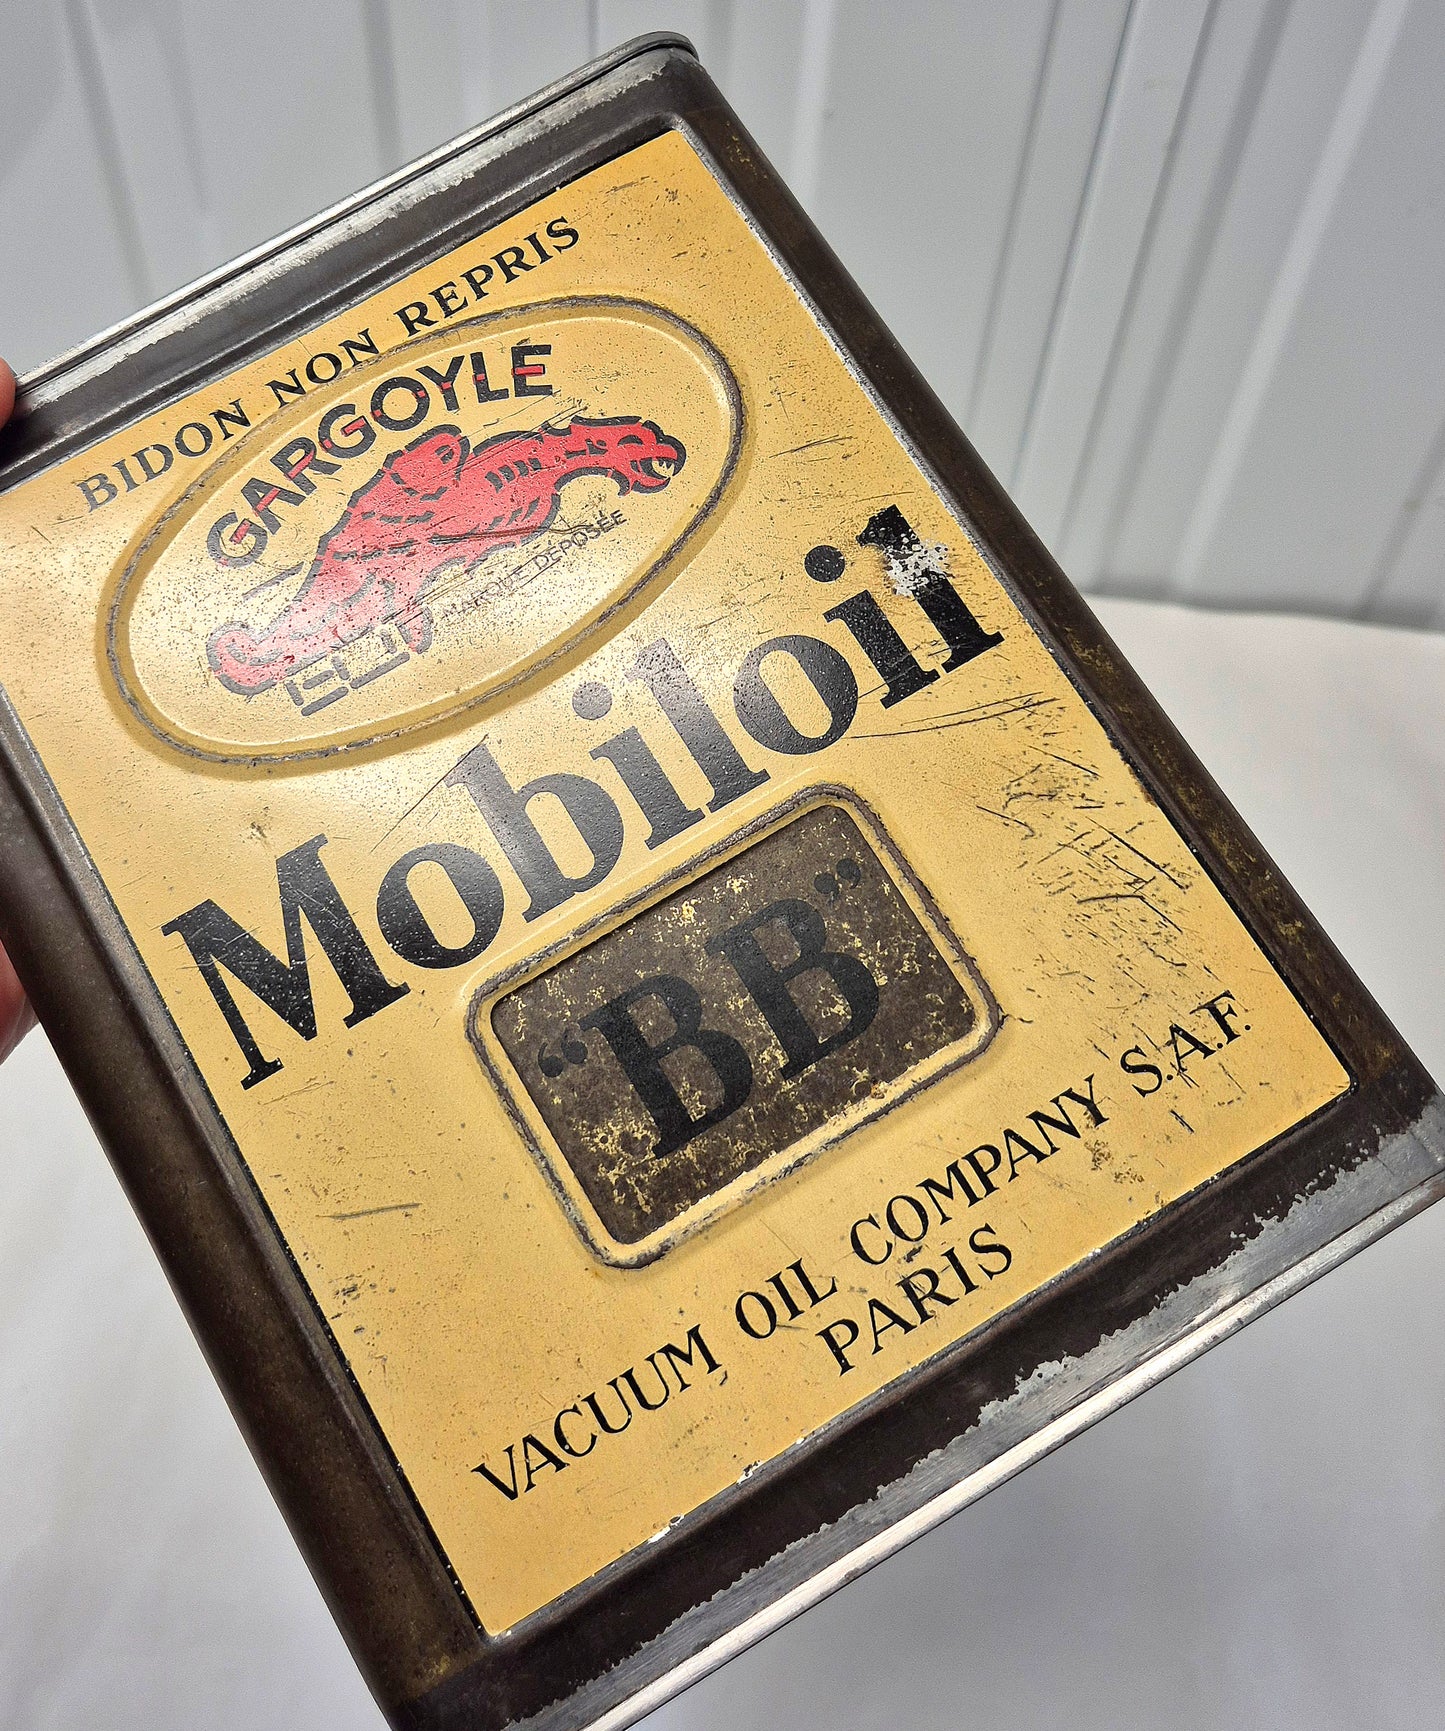 BIDON NON REPRIS
GARGOYLE
MARQUE DÉPOSÉE
Mobiloil
“BB”
VACUUM OIL COMPANY S.A.F.
PARIS